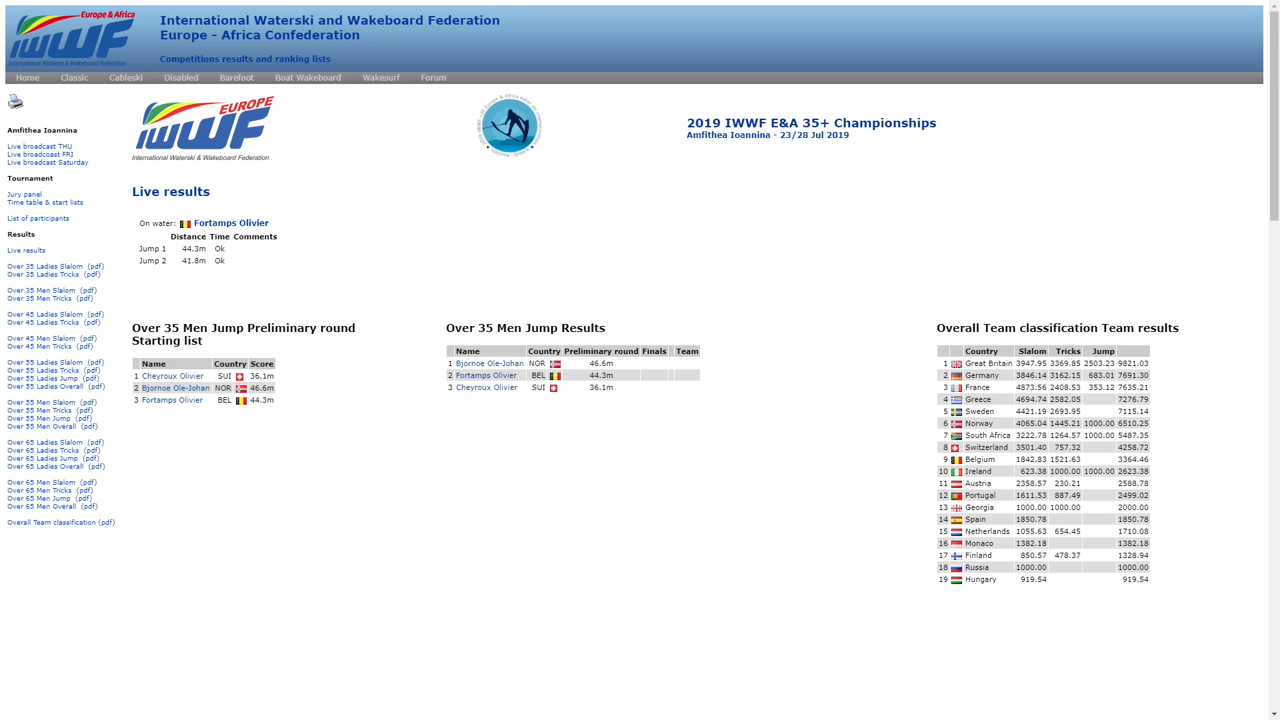 Europe & Africa
IWWF
International Waterski & Wakeboard Federation
International Waterski and Wakeboard Federation
Europe - Africa Confederation
Competitions results and ranking lists
Home Classic Cableski Disabled Barefoot Boat Wakeboard Wakesurf Forum
Amfithea Ioannina
Live broadcast THU
Live broadcoast FRI
Live broadcast Saturday
Tournament
Jury panel
Time table & start lists
List of participants
Results
Live results
Over 35 Ladies Slalom (pdf)
Over 35 Ladies Tricks (pdf)
Over 35 Men Slalom (pdf)
Over 35 Men Tricks (pdf)
Over 45 Ladies Slalom (pdf)
Over 45 Ladies Tricks (pdf)
Over 45 Men Slalom (pdf)
Over 45 Men Tricks (pdf)
Over 55 Ladies Slalom (pdf)
Over 55 Ladies Tricks (pdf)
Over 55 Ladies Jump (pdf)
Over 55 Ladies Overall (pdf)
Over 55 Men Slalom (pdf)
Over 55 Men Tricks (pdf)
Over 55 Men Jump (pdf)
Over 55 Men Overall (pdf)
Over 65 Ladies Slalom (pdf)
Over 65 Ladies Tricks (pdf)
Over 65 Ladies Jump (pdf)
Over 65 Ladies Overall (pdf)
Over 65 Men Slalom (pdf)
Over 65 Men Tricks (pdf)
Over 65 Men Jump (pdf)
Over 65 Men Overall (pdf)
Overall Team classification (pdf)
EUROPE
IWWF
International Waterski & Wakeboard Federation
2019 IWWF E&A 35+ Championships
Amfithea Ioannina - 23/28 Jul 2019
Live results
On water: Fortamps Olivier
Distance Time Comments
Jump 1 44.3m Ok
Jump 2 41.8m Ok
Over 35 Men Jump Preliminary round
Starting list
Name Country Score
1 Cheyroux Olivier SUI 36.1m
2 Bjornoe Ole-Johan NOR 46.6m
3 Fortamps Olivier BEL 44.3m
Over 35 Men Jump Results
Name Country Preliminary round Finals Team
1 Bjornoe Ole-Johan NOR 46.6m
2 Fortamps Olivier BEL 44.3m
3 Cheyroux Olivier SUI 36.1m
Overall Team classification Team results
Country Slalom Tricks Jump
1 Great Britain 3947.95 3369.85 2503.23 9821.03
2 Germany 3846.14 3162.15 683.01 7691.30
3 France 4873.56 2408.53 353.12 7635.21
4 Greece 4694.74 2582.05 7276.79
5 Sweden 4421.19 2693.95 7115.14
6 Norway 4065.04 1445.21 1000.00 6510.25
7 South Africa 3222.78 1264.57 1000.00 5487.35
8 Switzerland 3501.40 757.32 4258.72
9 Belgium 1842.83 1521.63 3364.46
10 Ireland 623.38 1000.00 1000.00 2623.38
11 Austria 2358.57 230.21 2588.78
12 Portugal 1611.53 887.49 2499.02
13 Georgia 1000.00 1000.00 2000.00
14 Spain 1850.78 1850.78
15 Netherlands 1055.63 654.45 1710.08
16 Monaco 1382.18 1382.18
17 Finland 850.57 478.37 1328.94
18 Russia 1000.00 1000.00
19 Hungary 919.54 919.54